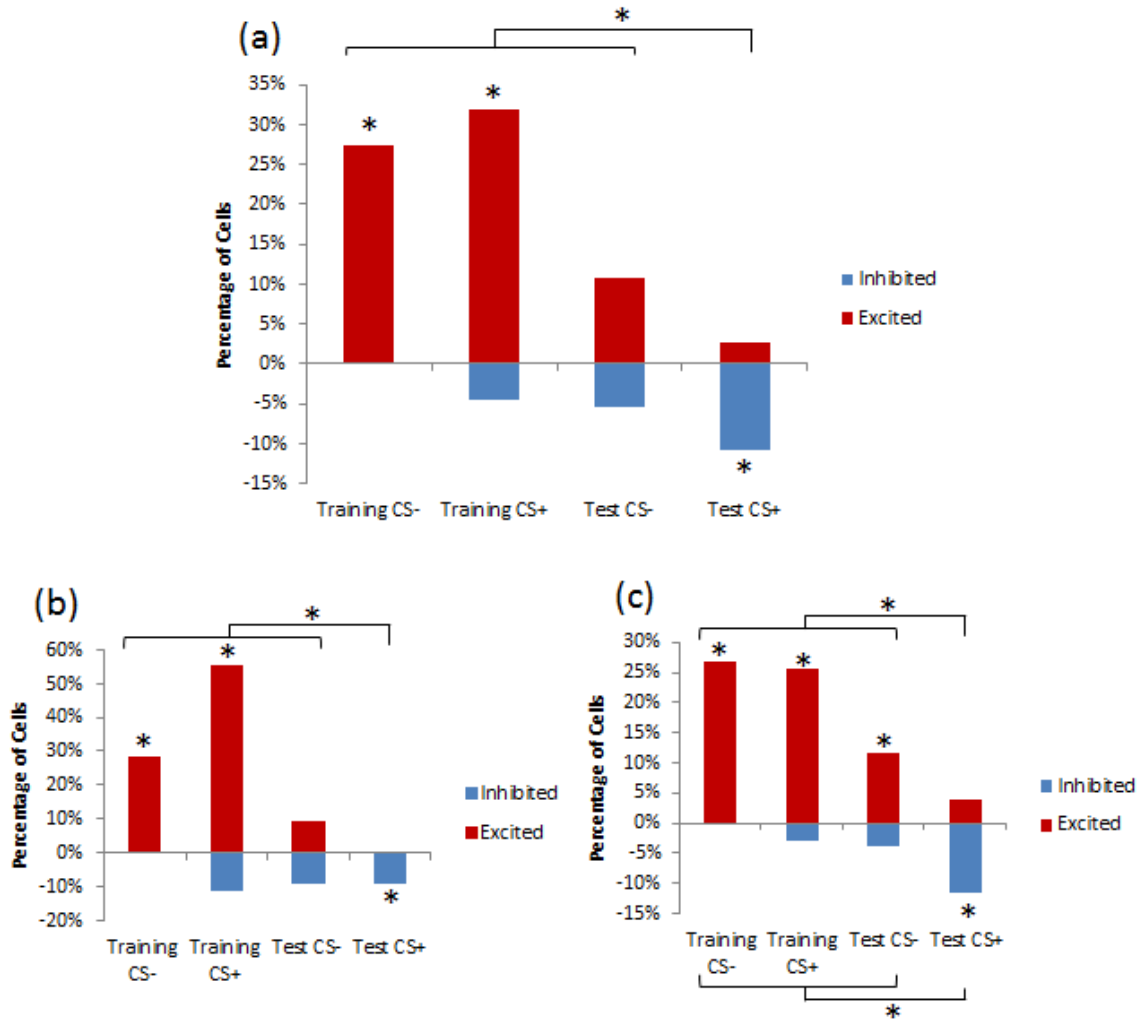 (a)
*
35%
30%
25%
20%
15%
10%
5%
0%
-5%
-10%
-15%
Percentage of Cells
*
*
*
Training CS-
Training CS+
Test CS-
Test CS+
Inhibited
Excited
(b)
*
60%
50%
40%
30%
20%
10%
0%
-10%
-20%
Percentage of Cells
*
*
*
Training CS-
Training CS+
Test CS-
Test CS+
Inhibited
Excited
(c)
*
30%
25%
20%
15%
10%
5%
0%
-5%
-10%
-15%
Percentage of Cells
*
*
*
*
Training CS-
Training CS+
Test CS-
Test CS+
*
Inhibited
Excited